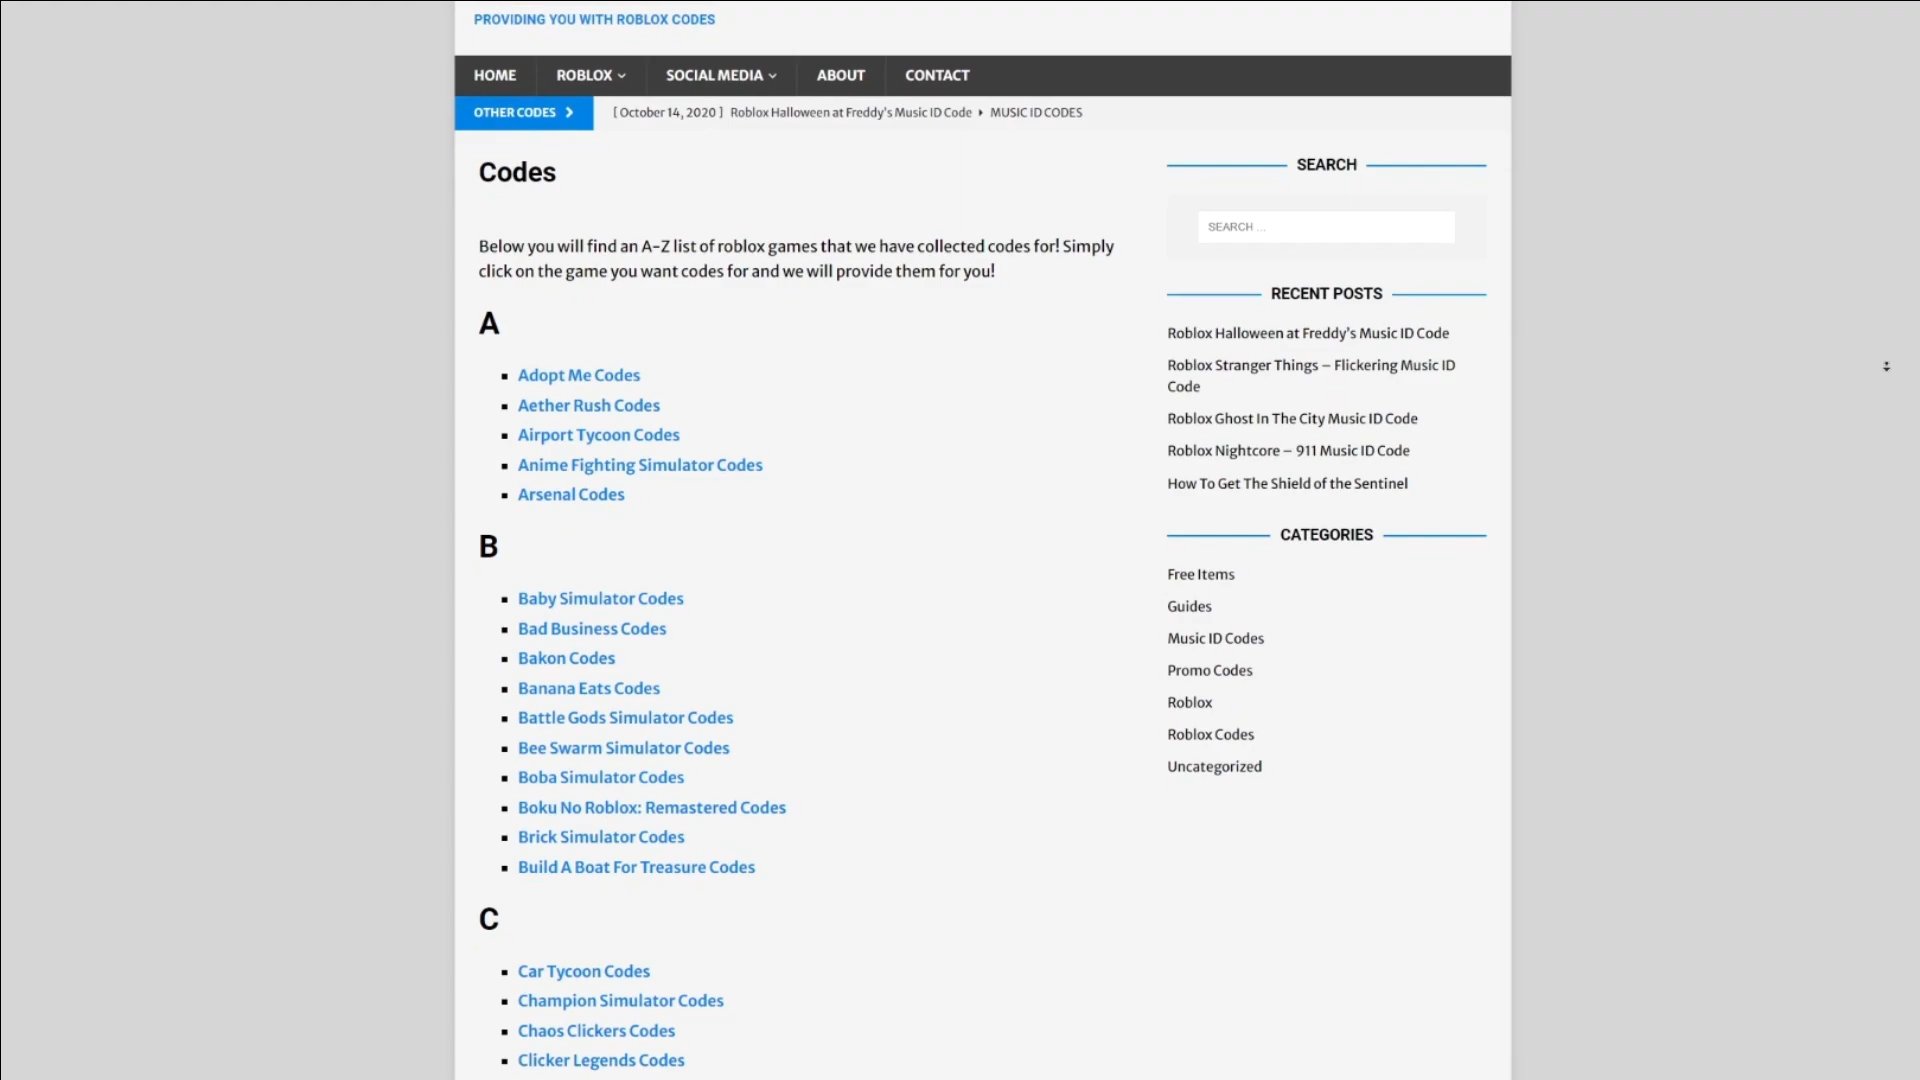 PROVIDING YOU WITH ROBLOX CODES
HOME ROBLOX SOCIAL MEDIA ABOUT CONTACT
OTHER CODES [ October 14, 2020 ] Roblox Halloween at Freddy's Music ID Code MUSIC ID CODES
Codes
Below you will find an A-Z list of roblox games that we have collected codes for! Simply
click on the game you want codes for and we will provide them for you!
A
Adopt Me Codes
Aether Rush Codes
Airport Tycoon Codes
Anime Fighting Simulator Codes
Arsenal Codes
B
Baby Simulator Codes
Bad Business Codes
Bakon Codes
Banana Eats Codes
Battle Gods Simulator Codes
Bee Swarm Simulator Codes
Boba Simulator Codes
Boku No Roblox: Remastered Codes
Brick Simulator Codes
Build A Boat For Treasure Codes
C
Car Tycoon Codes
Champion Simulator Codes
Chaos Clickers Codes
Clicker Legends Codes
SEARCH
SEARCH ...
RECENT POSTS
Roblox Halloween at Freddy's Music ID Code
Roblox Stranger Things – Flickering Music ID
Code
Roblox Ghost In The City Music ID Code
Roblox Nightcore – 911 Music ID Code
How To Get The Shield of the Sentinel
CATEGORIES
Free Items
Guides
Music ID Codes
Promo Codes
Roblox
Roblox Codes
Uncategorized